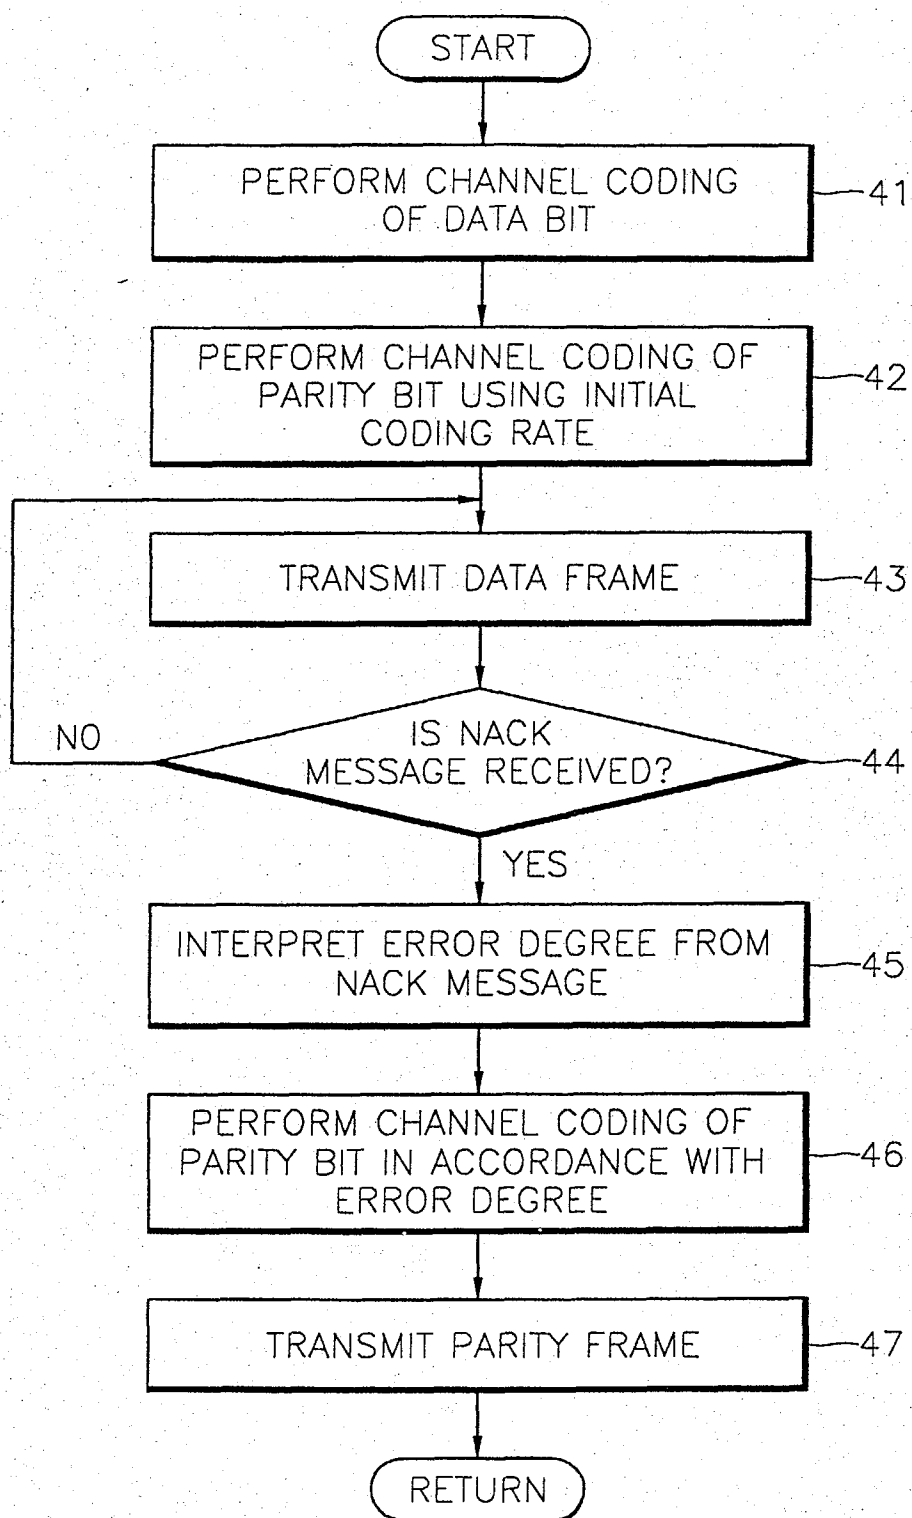 START
PERFORM CHANNEL CODING
OF DATA BIT
41
PERFORM CHANNEL CODING OF
PARITY BIT USING INITIAL
CODING RATE
42
TRANSMIT DATA FRAME
43
NO
IS NACK
MESSAGE RECEIVED?
44
YES
INTERPRET ERROR DEGREE FROM
NACK MESSAGE
45
PERFORM CHANNEL CODING OF
PARITY BIT IN ACCORDANCE WITH
ERROR DEGREE
46
TRANSMIT PARITY FRAME
47
RETURN